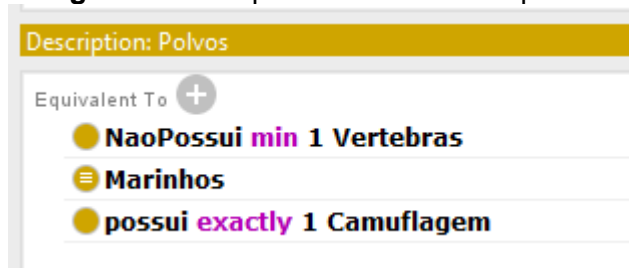 Description: Polvos
Equivalent To
NaoPossui min 1 Vertebras
Marinhos
possui exactly 1 Camuflagem